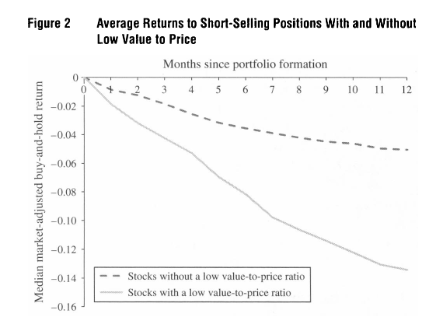 Figure 2 Average Returns to Short-Selling Positions With and Without
Low Value to Price
Months since portfolio formation
0 1 2 3 4 5 6 7 8 9 10 11 12
0
−0.02
−0.04
−0.06
−0.08
−0.10
−0.12
−0.14
−0.16
Median market-adjusted buy-and-hold return
Stocks without a low value-to-price ratio
Stocks with a low value-to-price ratio